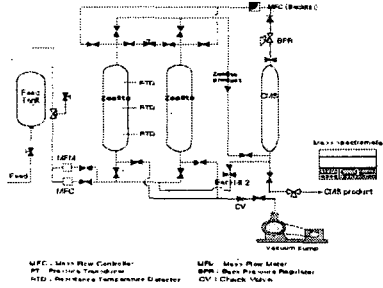 MFC (Brooks)
BPR
Feed
Tank
Zeolite
Zeolite
Zeolite
product
CMS
RTD
RTD
RTD
Mass spectrometer
MFM
MFC
Feed
CMS product
CV
Vacuum Pump
MFC : Mass Flow Controller
MFM : Mass Flow Meter
PT : Pressure Transducer
BPR : Back Pressure Regulator
RTD : Resistance Temperature Detector
CV : Check Valve